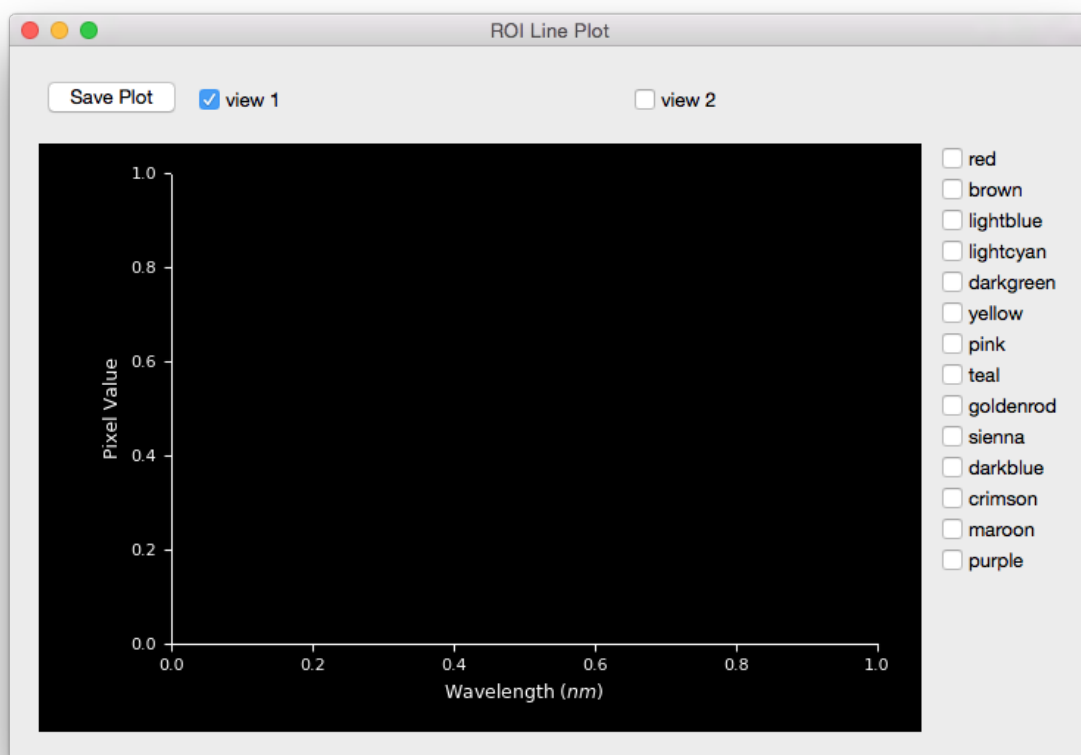 ROI Line Plot
Save Plot
view 1
view 2
1.0
0.8
0.6
0.4
0.2
0.0
Pixel Value
0.0 0.2 0.4 0.6 0.8 1.0
Wavelength (nm)
red
brown
lightblue
lightcyan
darkgreen
yellow
pink
teal
goldenrod
sienna
darkblue
crimson
maroon
purple